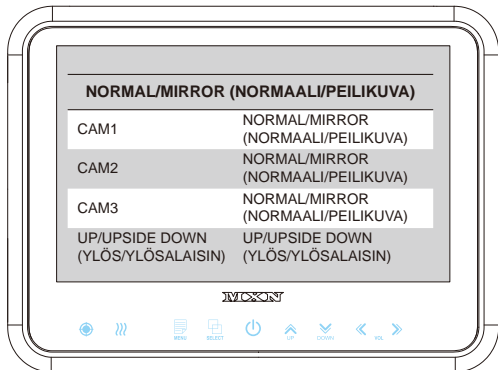 NORMAL/MIRROR (NORMAALI/PEILIKUVA)
CAM1 NORMAL/MIRROR
(NORMAALI/PEILIKUVA)
CAM2 NORMAL/MIRROR
(NORMAALI/PEILIKUVA)
CAM3 NORMAL/MIRROR
(NORMAALI/PEILIKUVA)
UP/UPSIDE DOWN UP/UPSIDE DOWN
(YLÖS/YLÖSALAISIN) (YLÖS/YLÖSALAISIN)
MXN
MENU SELECT UP DOWN VOL